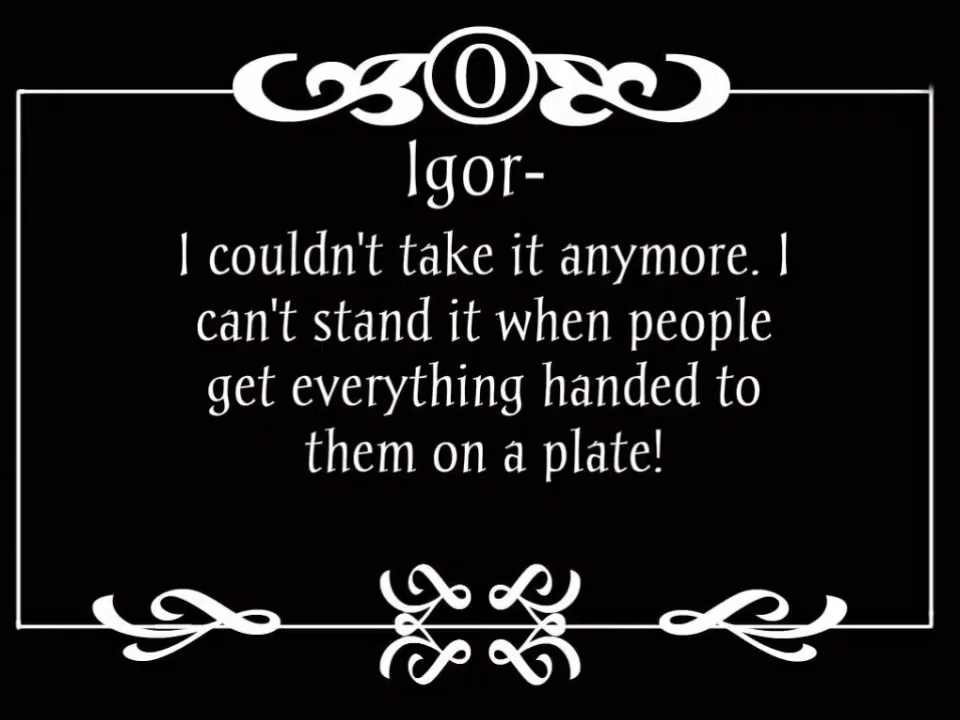 O
Igor-
I couldn't take it anymore. I
can't stand it when people
get everything handed to
them on a plate!